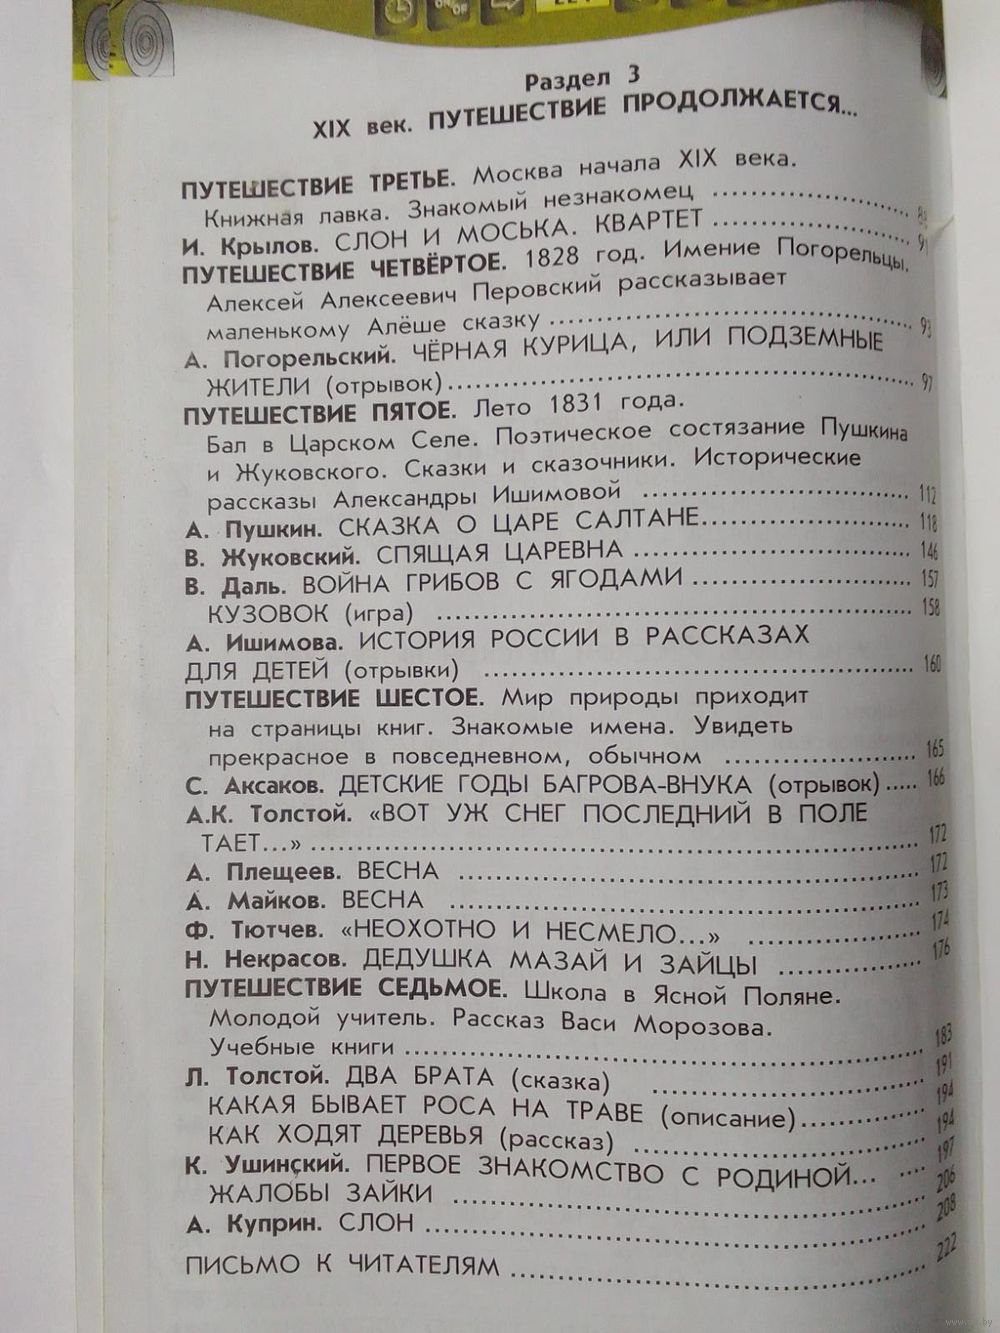 Раздел 3
XIX век. ПУТЕШЕСТВИЕ ПРОДОЛЖАЕТСЯ...
ПУТЕШЕСТВИЕ ТРЕТЬЕ. Москва начала XIX века.
Книжная лавка. Знакомый незнакомец
И. Крылов. СЛОН И МОСЬКА. КВАРТЕТ 91
ПУТЕШЕСТВИЕ ЧЕТВЁРТОЕ. 1828 год. Имение Погорельцы.
Алексей Алексеевич Перовский рассказывает
маленькому Алёше сказку 93
А. Погорельский. ЧЁРНАЯ КУРИЦА, ИЛИ ПОДЗЕМНЫЕ
ЖИТЕЛИ (отрывок) 97
ПУТЕШЕСТВИЕ ПЯТОЕ. Лето 1831 года.
Бал в Царском Селе. Поэтическое состязание Пушкина
и Жуковского. Сказки и сказочники. Исторические
рассказы Александры Ишимовой 112
А. Пушкин. СКАЗКА О ЦАРЕ САЛТАНЕ 118
В. Жуковский. СПЯЩАЯ ЦАРЕВНА 146
В. Даль. ВОЙНА ГРИБОВ С ЯГОДАМИ 157
КУЗОВОК (игра) 158
А. Ишимова. ИСТОРИЯ РОССИИ В РАССКАЗАХ
ДЛЯ ДЕТЕЙ (отрывки) 160
ПУТЕШЕСТВИЕ ШЕСТОЕ. Мир природы приходит
на страницы книг. Знакомые имена. Увидеть
прекрасное в повседневном, обычном 165
С. Аксаков. ДЕТСКИЕ ГОДЫ БАГРОВА-ВНУКА (отрывок) 166
А.К. Толстой. «ВОТ УЖ СНЕГ ПОСЛЕДНИЙ В ПОЛЕ
ТАЕТ...» 172
А. Плещеев. ВЕСНА 172
А. Майков. ВЕСНА 173
Ф. Тютчев. «НЕОХОТНО И НЕСМЕЛО...» 174
Н. Некрасов. ДЕДУШКА МАЗАЙ И ЗАЙЦЫ 176
ПУТЕШЕСТВИЕ СЕДЬМОЕ. Школа в Ясной Поляне.
Молодой учитель. Рассказ Васи Морозова.
Учебные книги 183
Л. Толстой. ДВА БРАТА (сказка) 191
КАКАЯ БЫВАЕТ РОСА НА ТРАВЕ (описание) 194
КАК ХОДЯТ ДЕРЕВЬЯ (рассказ) 194
К. Ушинский. ПЕРВОЕ ЗНАКОМСТВО С РОДИНОЙ... 197
ЖАЛОБЫ ЗАЙКИ 206
А. Куприн. СЛОН 208
ПИСЬМО К ЧИТАТЕЛЯМ 222